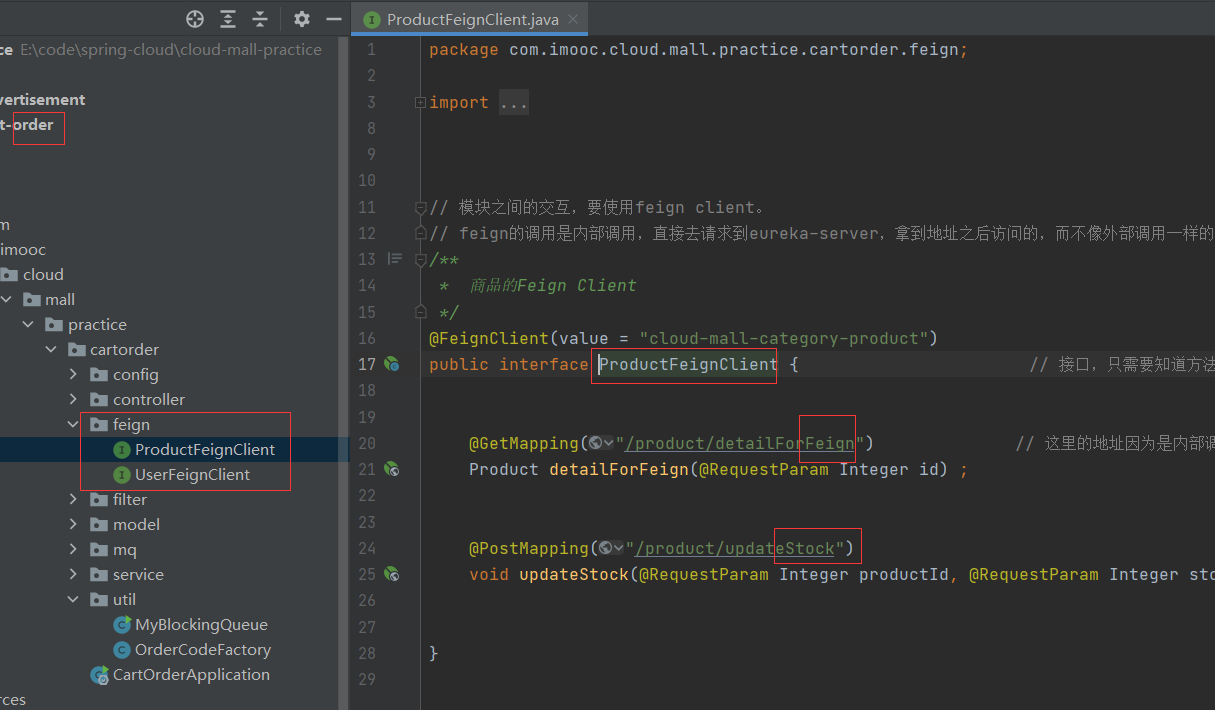 ce E:\code\spring-cloud\cloud-mall-practice
vertisement
t-order
m
imooc
cloud
mall
practice
cartorder
config
controller
feign
ProductFeignClient
UserFeignClient
filter
model
mq
service
util
MyBlockingQueue
OrderCodeFactory
CartOrderApplication
rces
ProductFeignClient.java
1 package com.imooc.cloud.mall.practice.cartorder.feign;
2
3 import ...
8
9
10
11 // 模块之间的交互，要使用feign client。
12 // feign的调用是内部调用，直接去请求到eureka-server，拿到地址之后访问的，而不像外部调用一样的
13 /**
14 * 商品的Feign Client
15 */
16 @FeignClient(value = "cloud-mall-category-product")
17 public interface ProductFeignClient { // 接口，只需要知道方法
18
19
20 @GetMapping("/product/detailForFeign") // 这里的地址因为是内部调
21 Product detailForFeign(@RequestParam Integer id) ;
22
23
24 @PostMapping("/product/updateStock")
25 void updateStock(@RequestParam Integer productId, @RequestParam Integer sto
26
27
28 }
29